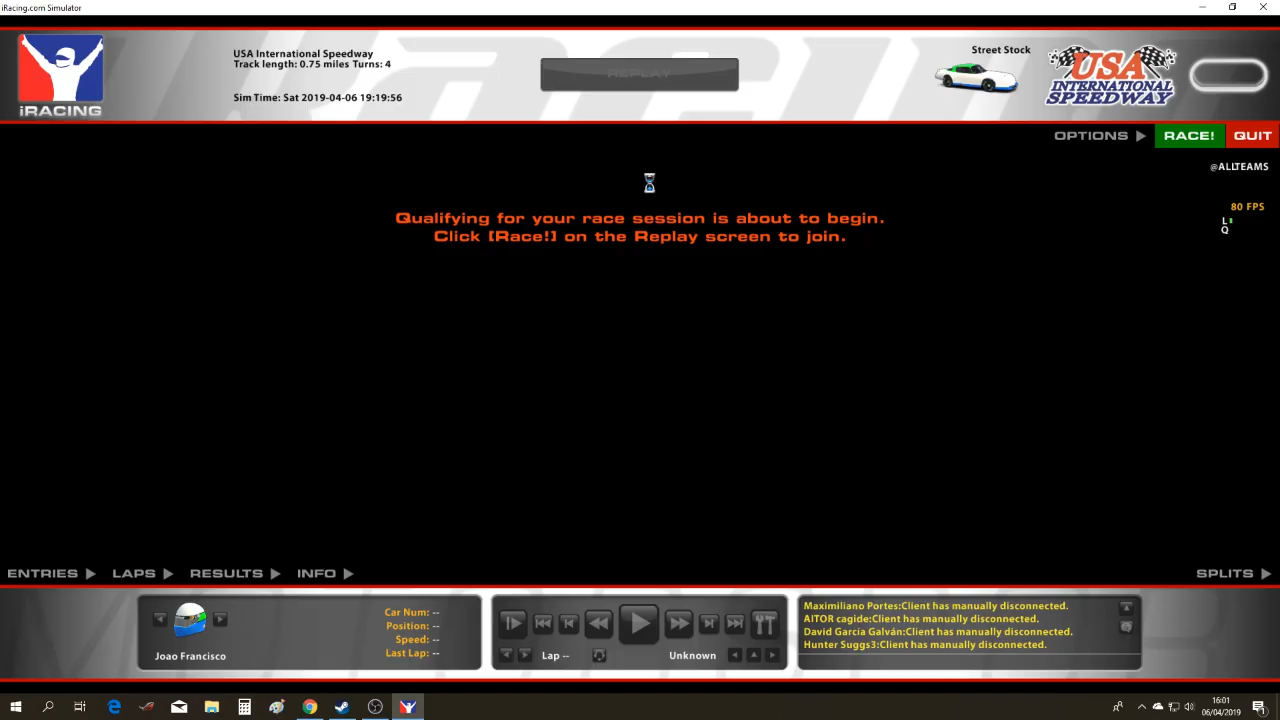 iRacing.com Simulator
USA International Speedway
Track length: 0.75 miles Turns: 4
Sim Time: Sat 2019-04-06 19:19:56
REPLAY
Street Stock
USA
INTERNATIONAL
SPEEDWAY
iRACING
OPTIONS
RACE!
QUIT
@ALLTEAMS
80 FPS
L
Q
Qualifying for your race session is about to begin.
Click [Race!] on the Replay screen to join.
ENTRIES
LAPS
RESULTS
INFO
SPLITS
Joao Francisco
Car Num: --
Position: --
Speed: --
Last Lap: --
Lap --
Unknown
Maximiliano Portes:Client has manually disconnected.
AITOR cagide:Client has manually disconnected.
David García Galván:Client has manually disconnected.
Hunter Suggs3:Client has manually disconnected.
16:01
06/04/2019